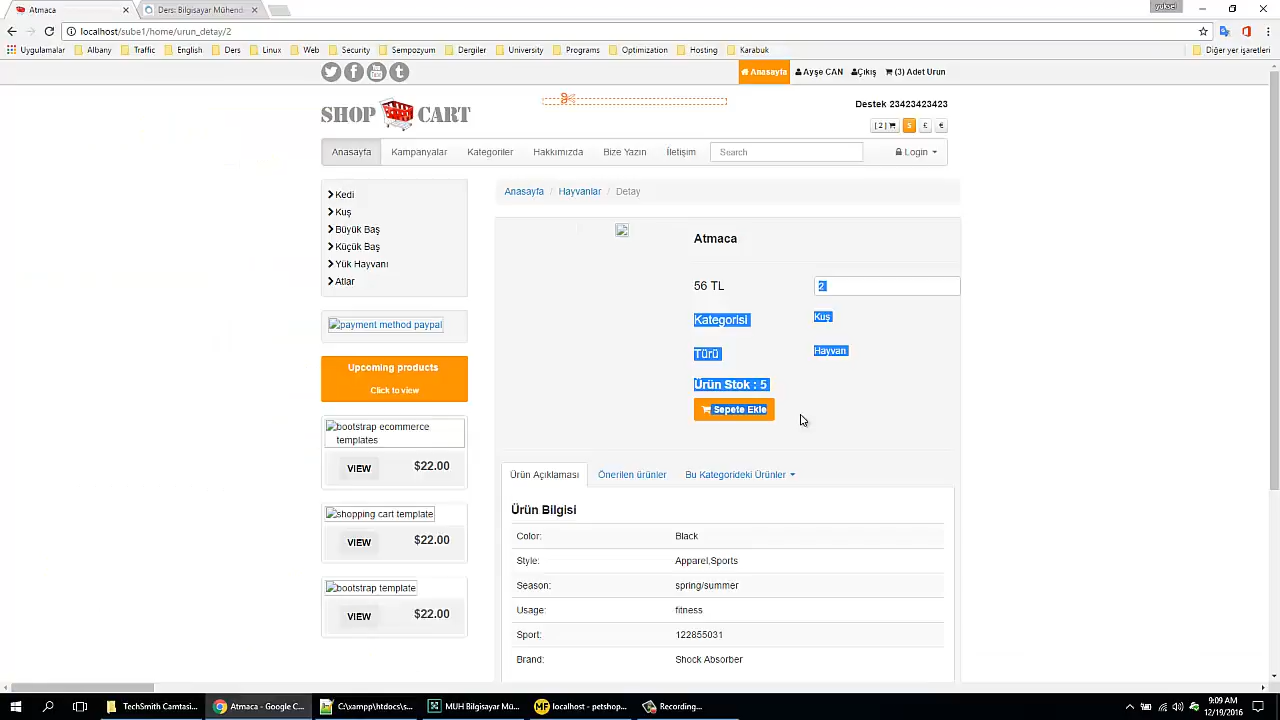 Atmaca
Ders: Bilgisayar Mühend
yuksel
localhost/sube1/home/urun_detay/2
Uygulamalar
Albany
Traffic
English
Ders
Linux
Web
Security
Sempozyum
Dergiler
University
Programs
Optimization
Hosting
Karabuk
Diğer yer işaretleri
Anasayfa
Ayşe CAN
Çıkış
(3) Adet Urun
SHOP CART
Destek 23423423423
[ 2 ]
$
£
€
Anasayfa
Kampanyalar
Kategoriler
Hakkımızda
Bize Yazın
İletişim
Search
Login
Kedi
Kuş
Büyük Baş
Küçük Baş
Yük Hayvanı
Atlar
payment method paypal
Upcoming products
Click to view
bootstrap ecommerce
templates
VIEW
$22.00
shopping cart template
VIEW
$22.00
bootstrap template
VIEW
$22.00
Anasayfa / Hayvanlar / Detay
Atmaca
56 TL
2
Kategorisi
Kuş
Türü
Hayvan
Ürün Stok : 5
Sepete Ekle
Ürün Açıklaması
Önerilen ürünler
Bu Kategorideki Ürünler
Ürün Bilgisi
Color: Black
Style: Apparel,Sports
Season: spring/summer
Usage: fitness
Sport: 122855031
Brand: Shock Absorber
TechSmith Camtasi...
Atmaca - Google C...
C:\xampp\htdocs\s...
MUH Bilgisayar Mü...
localhost - petshop...
Recording...
9:09 AM
12/19/2016